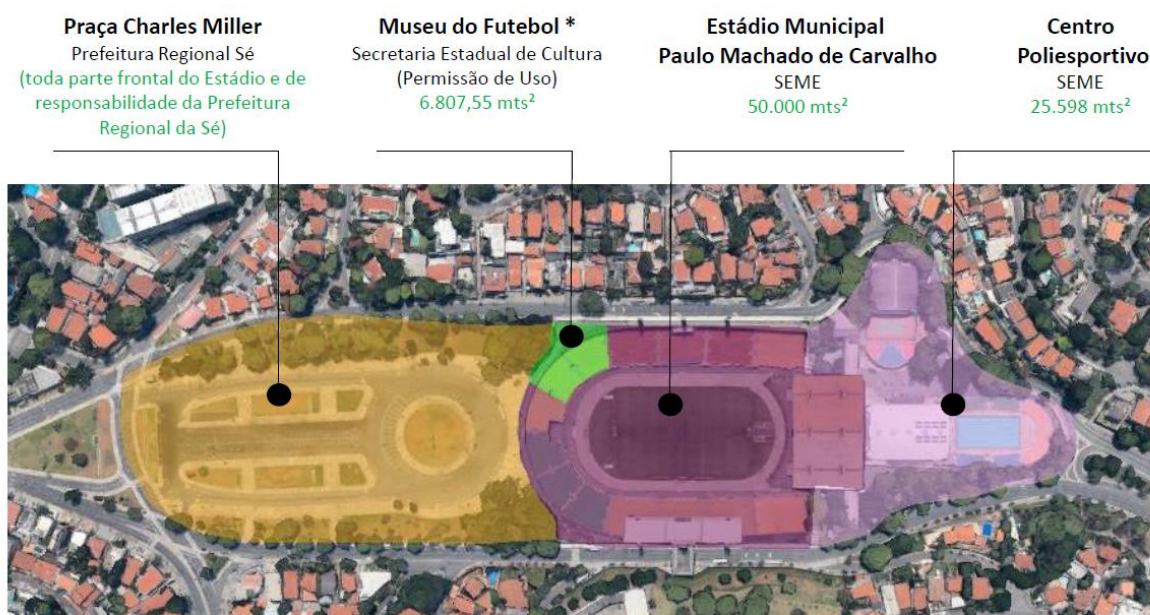 Praça Charles Miller
Prefeitura Regional Sé
(toda parte frontal do Estádio e de
responsabilidade da Prefeitura
Regional da Sé)
Museu do Futebol *
Secretaria Estadual de Cultura
(Permissão de Uso)
6.807,55 mts²
Estádio Municipal
Paulo Machado de Carvalho
SEME
50.000 mts²
Centro
Poliesportivo
SEME
25.598 mts²